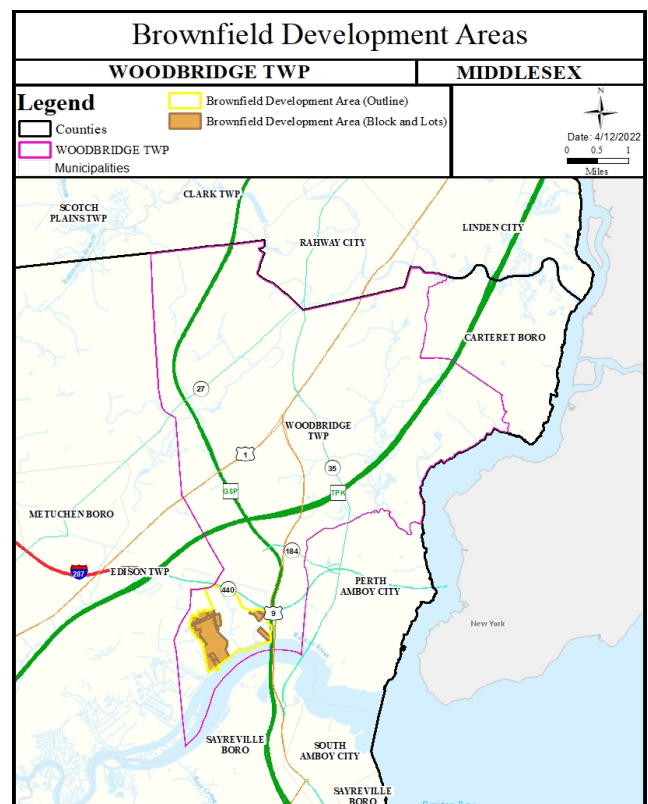 Brownfield Development Areas
WOODBRIDGE TWP
MIDDLESEX
Legend
Counties
WOODBRIDGE TWP
Municipalities
Brownfield Development Area (Outline)
Brownfield Development Area (Block and Lots)
N
Date: 4/12/2022
0 0.5 1
Miles
CLARK TWP
SCOTCH
PLAINS TWP
RAHWAY CITY
LINDEN CITY
CARTERET BORO
27
WOODBRIDGE
TWP
1
35
GSP
TPK
METUCHEN BORO
184
287
EDISON TWP
440
PERTH
AMBOY CITY
9
New York
SAYREVILLE
BORO
SOUTH
AMBOY CITY
SAYREVILLE
BORO